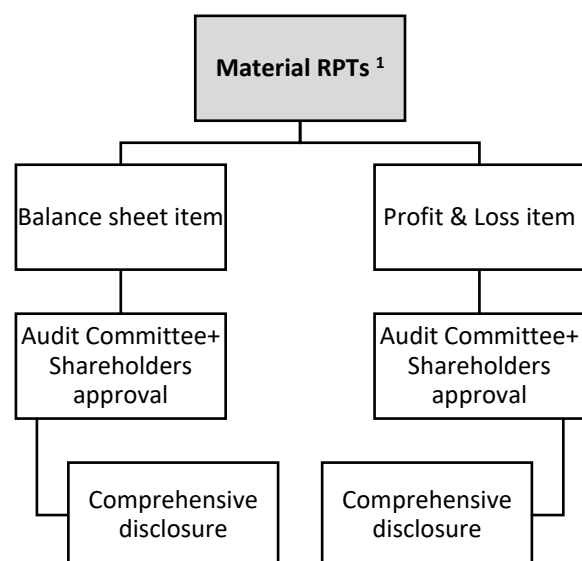 Material RPTs ¹
Balance sheet item
Profit & Loss item
Audit Committee+
Shareholders
approval
Audit Committee+
Shareholders
approval
Comprehensive
disclosure
Comprehensive
disclosure